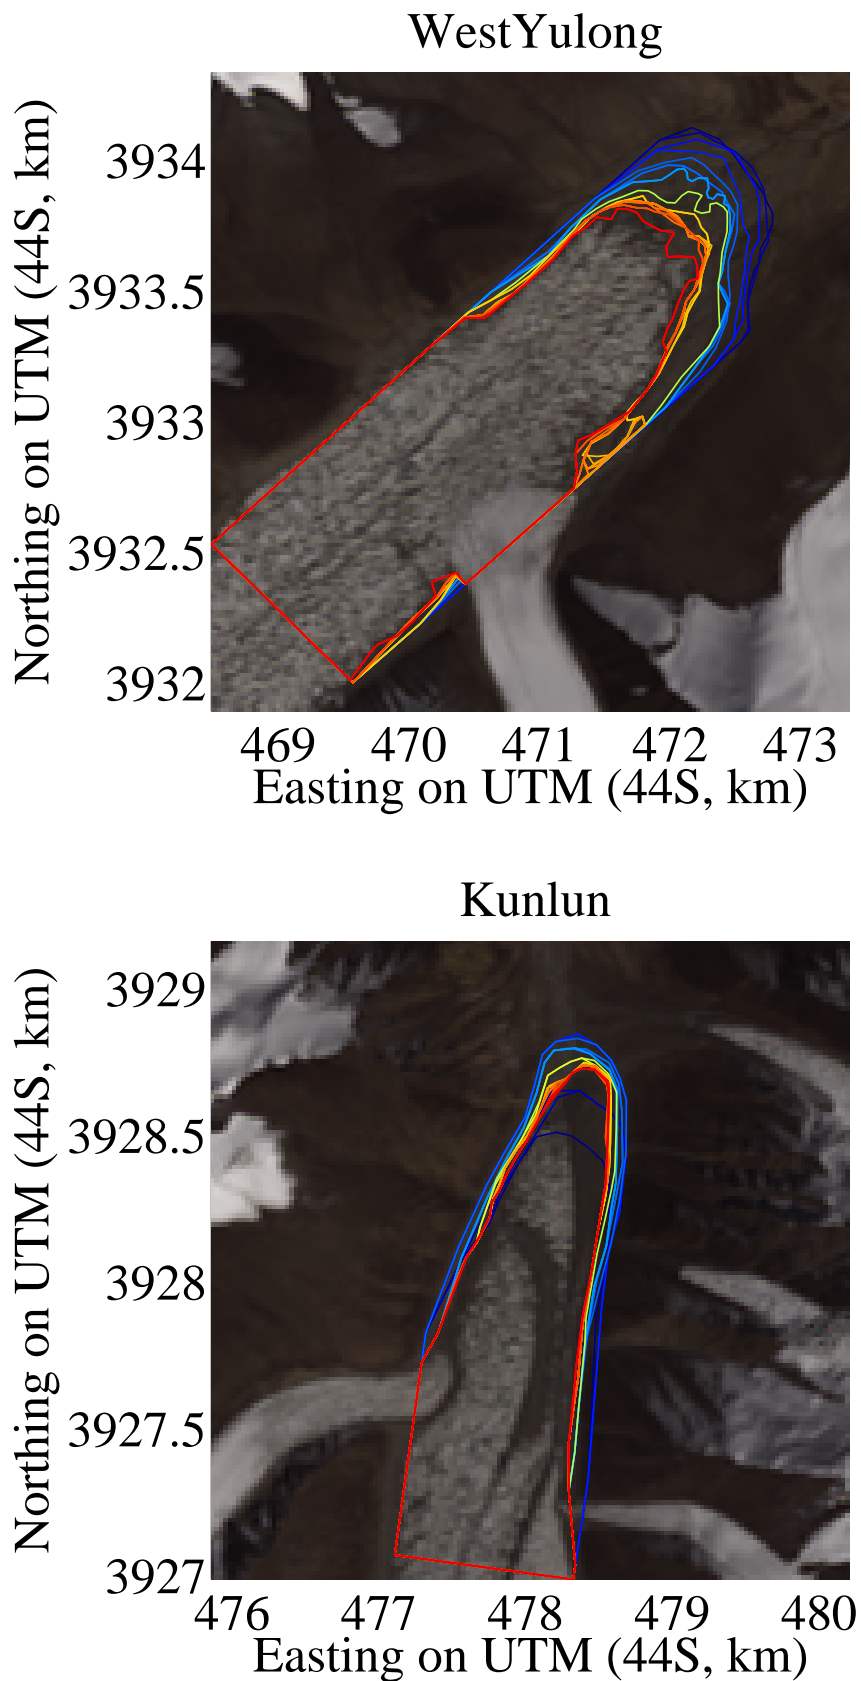 WestYulong
Northing on UTM (44S, km)
3934
3933.5
3933
3932.5
3932
469 470 471 472 473
Easting on UTM (44S, km)
Kunlun
Northing on UTM (44S, km)
3929
3928.5
3928
3927.5
3927
476 477 478 479 480
Easting on UTM (44S, km)